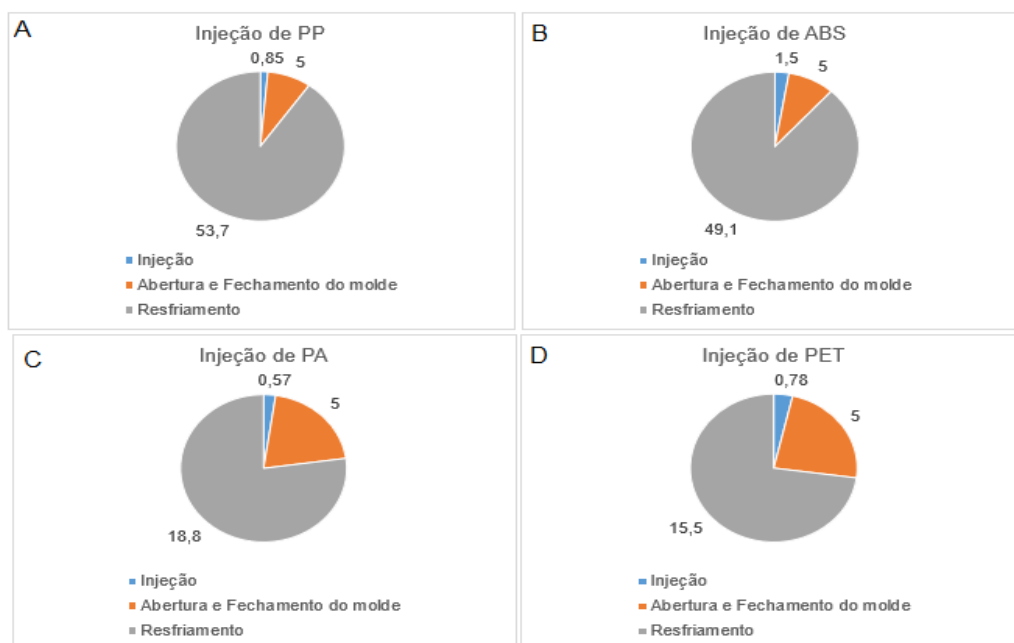 A
Injeção de PP
0,85
5
53,7
Injeção
Abertura e Fechamento do molde
Resfriamento
B
Injeção de ABS
1,5
5
49,1
Injeção
Abertura e Fechamento do molde
Resfriamento
C
Injeção de PA
0,57
5
18,8
Injeção
Abertura e Fechamento do molde
Resfriamento
D
Injeção de PET
0,78
5
15,5
Injeção
Abertura e Fechamento do molde
Resfriamento